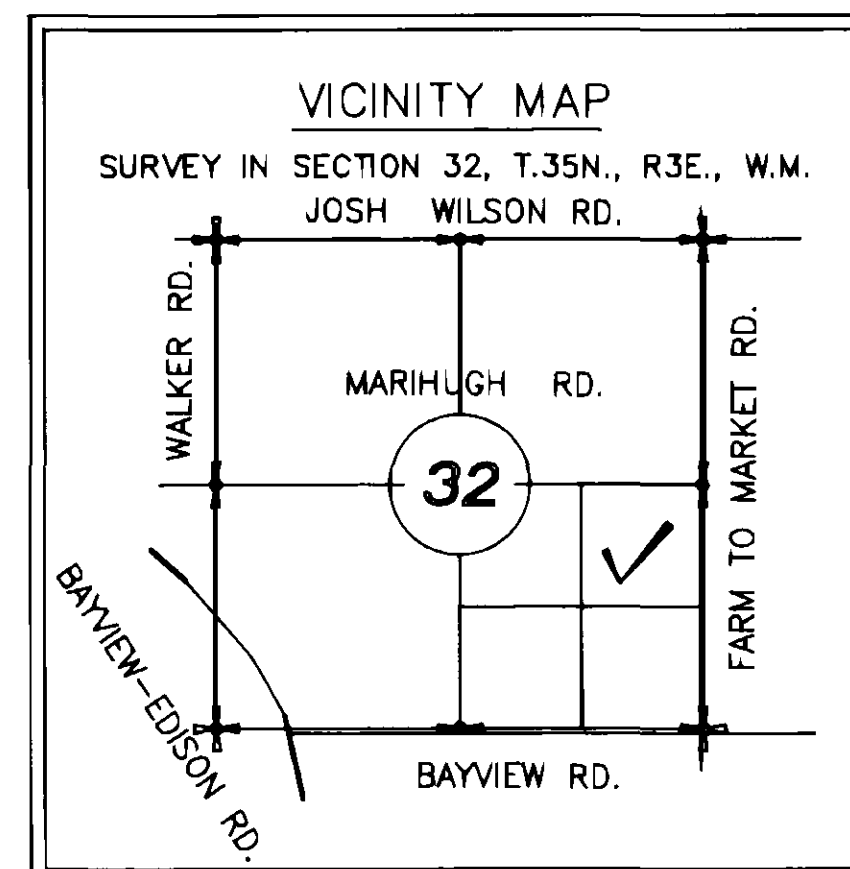 VICINITY MAP
SURVEY IN SECTION 32, T.35N., R3E., W.M.
JOSH WILSON RD.
WALKER RD.
MARIHUGH RD.
FARM TO MARKET RD.
32
BAYVIEW-EDISON RD.
BAYVIEW RD.